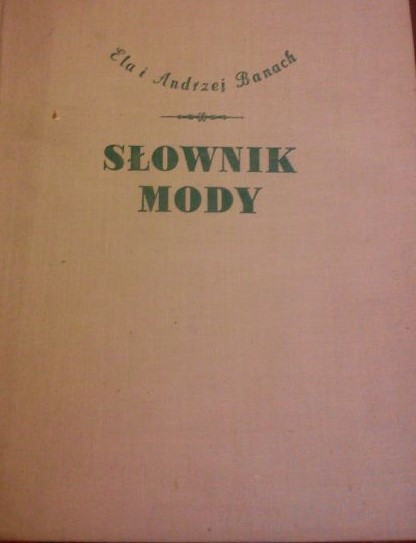 Ela i Andrzej Banach
SŁOWNIK
MODY